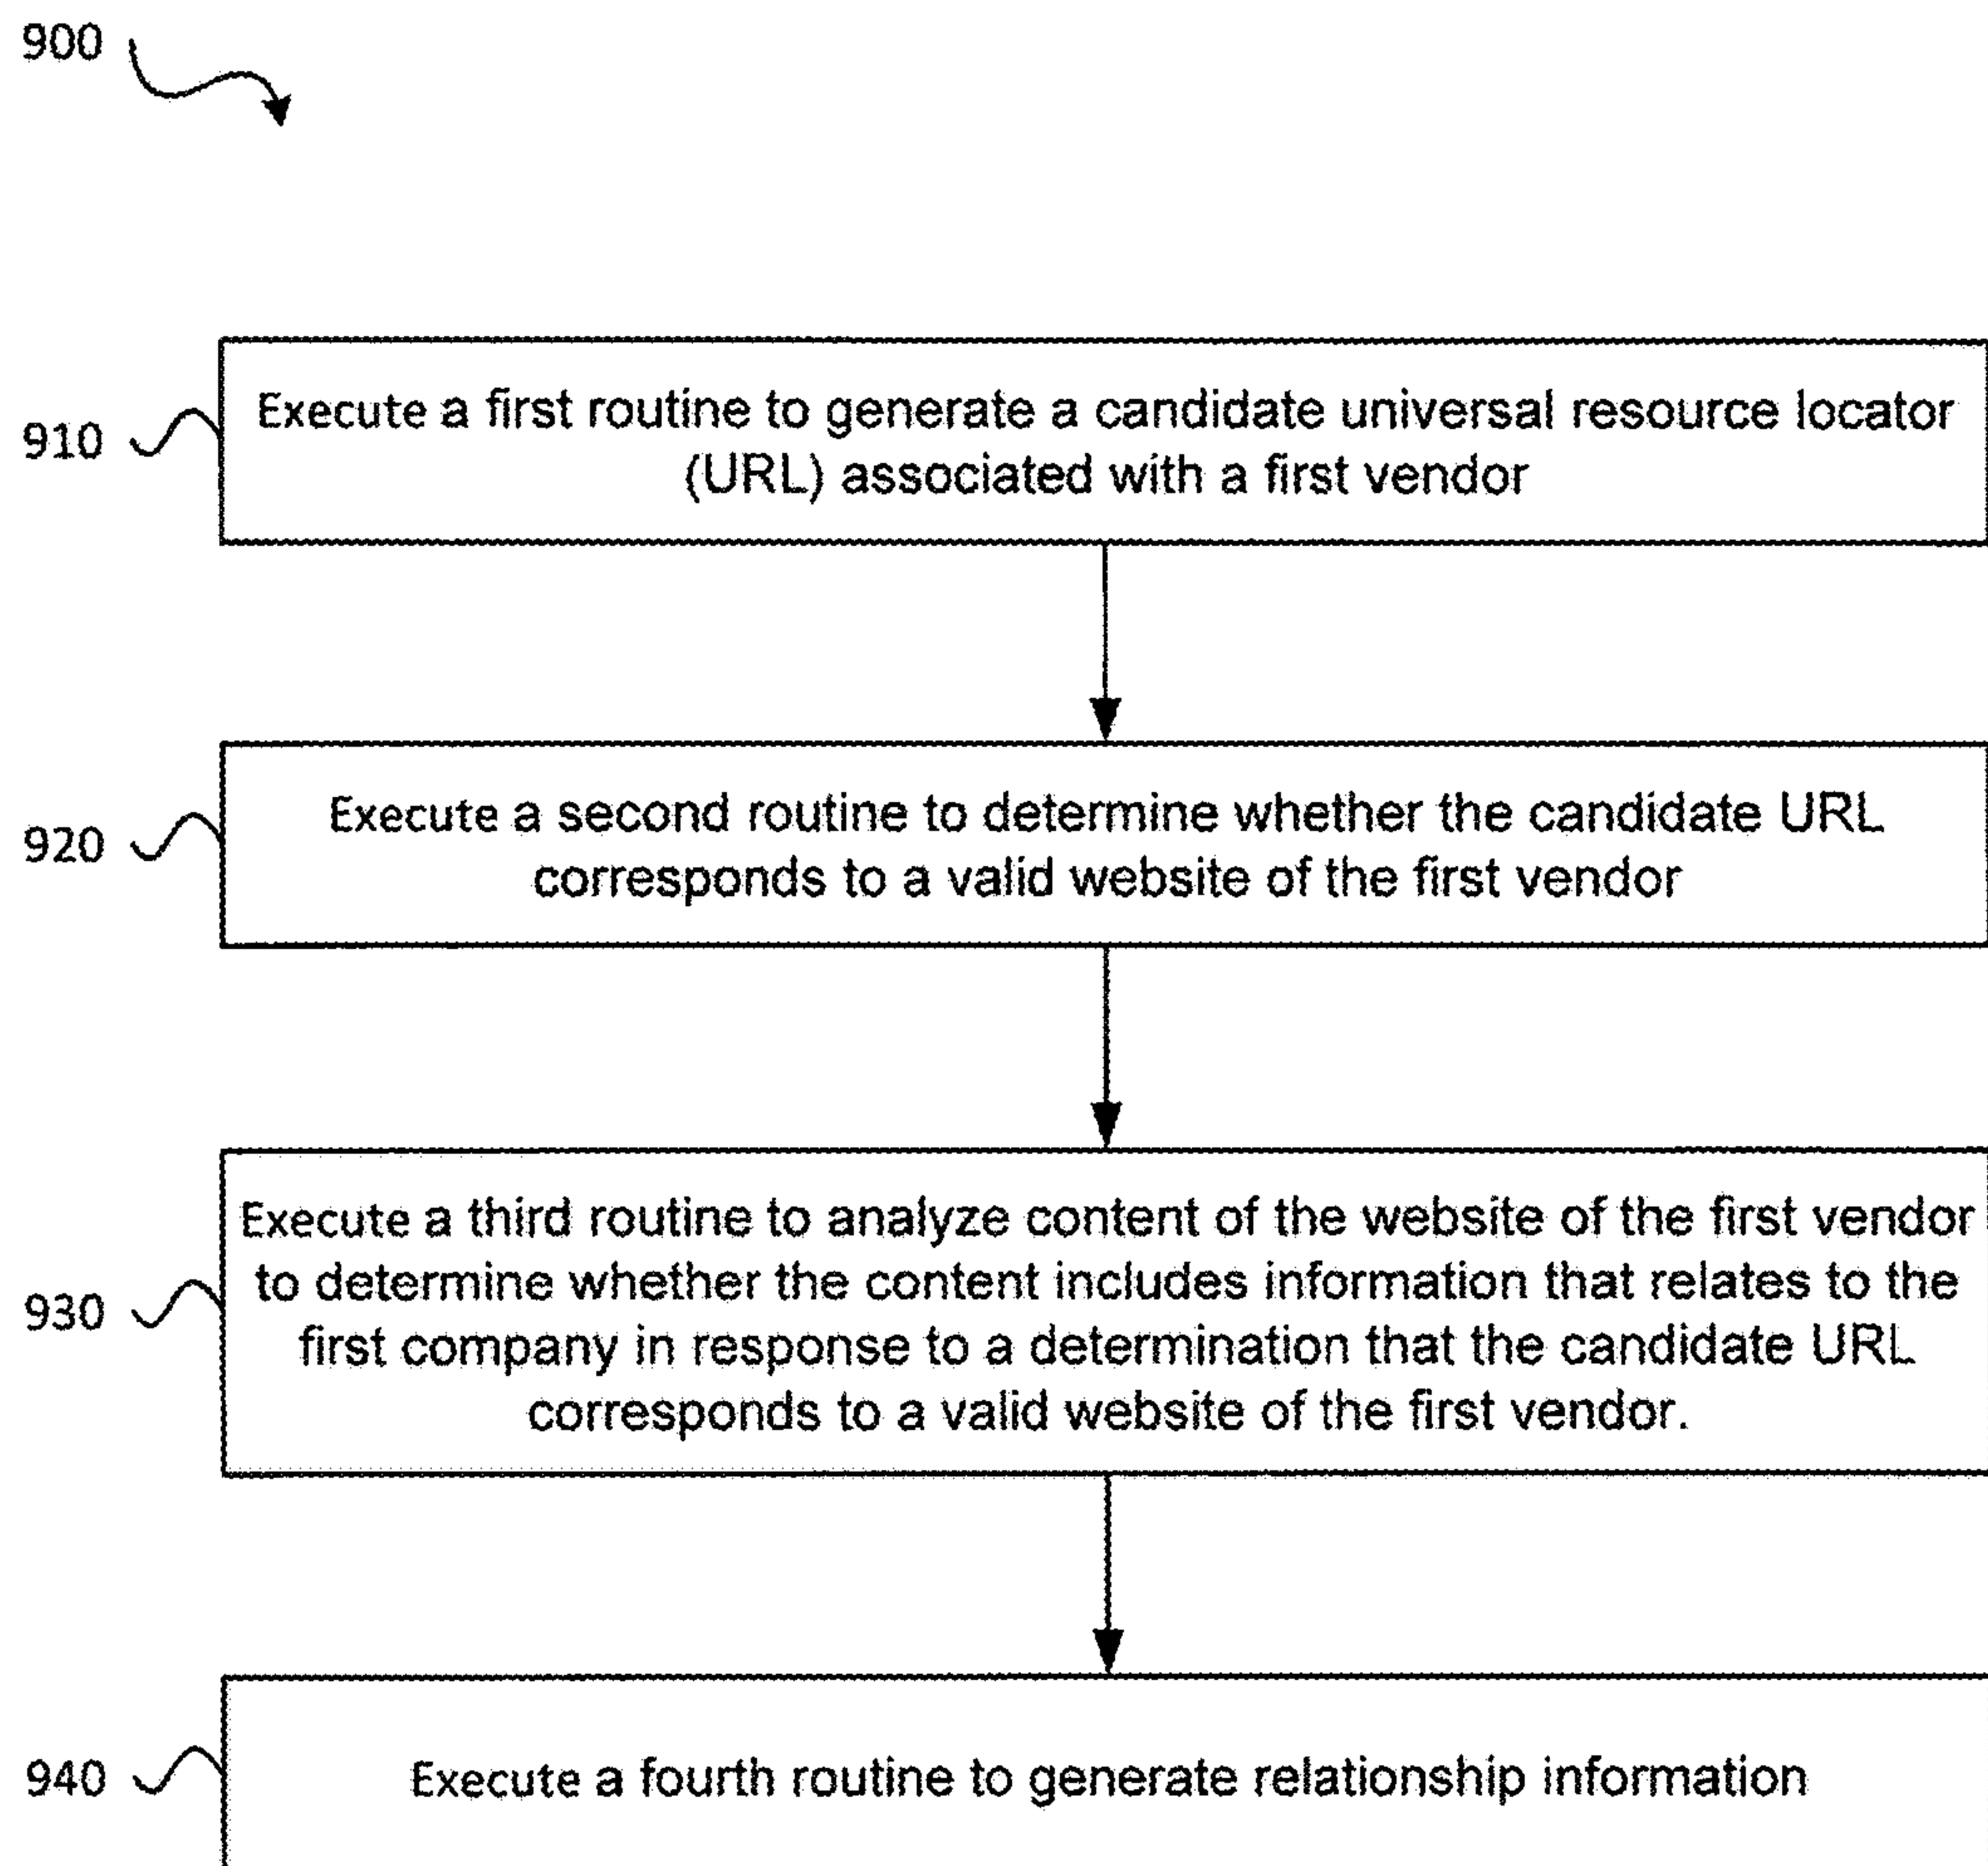 900
910
Execute a first routine to generate a candidate universal resource locator
(URL) associated with a first vendor
920
Execute a second routine to determine whether the candidate URL
corresponds to a valid website of the first vendor
930
Execute a third routine to analyze content of the website of the first vendor
to determine whether the content includes information that relates to the
first company in response to a determination that the candidate URL
corresponds to a valid website of the first vendor.
940
Execute a fourth routine to generate relationship information